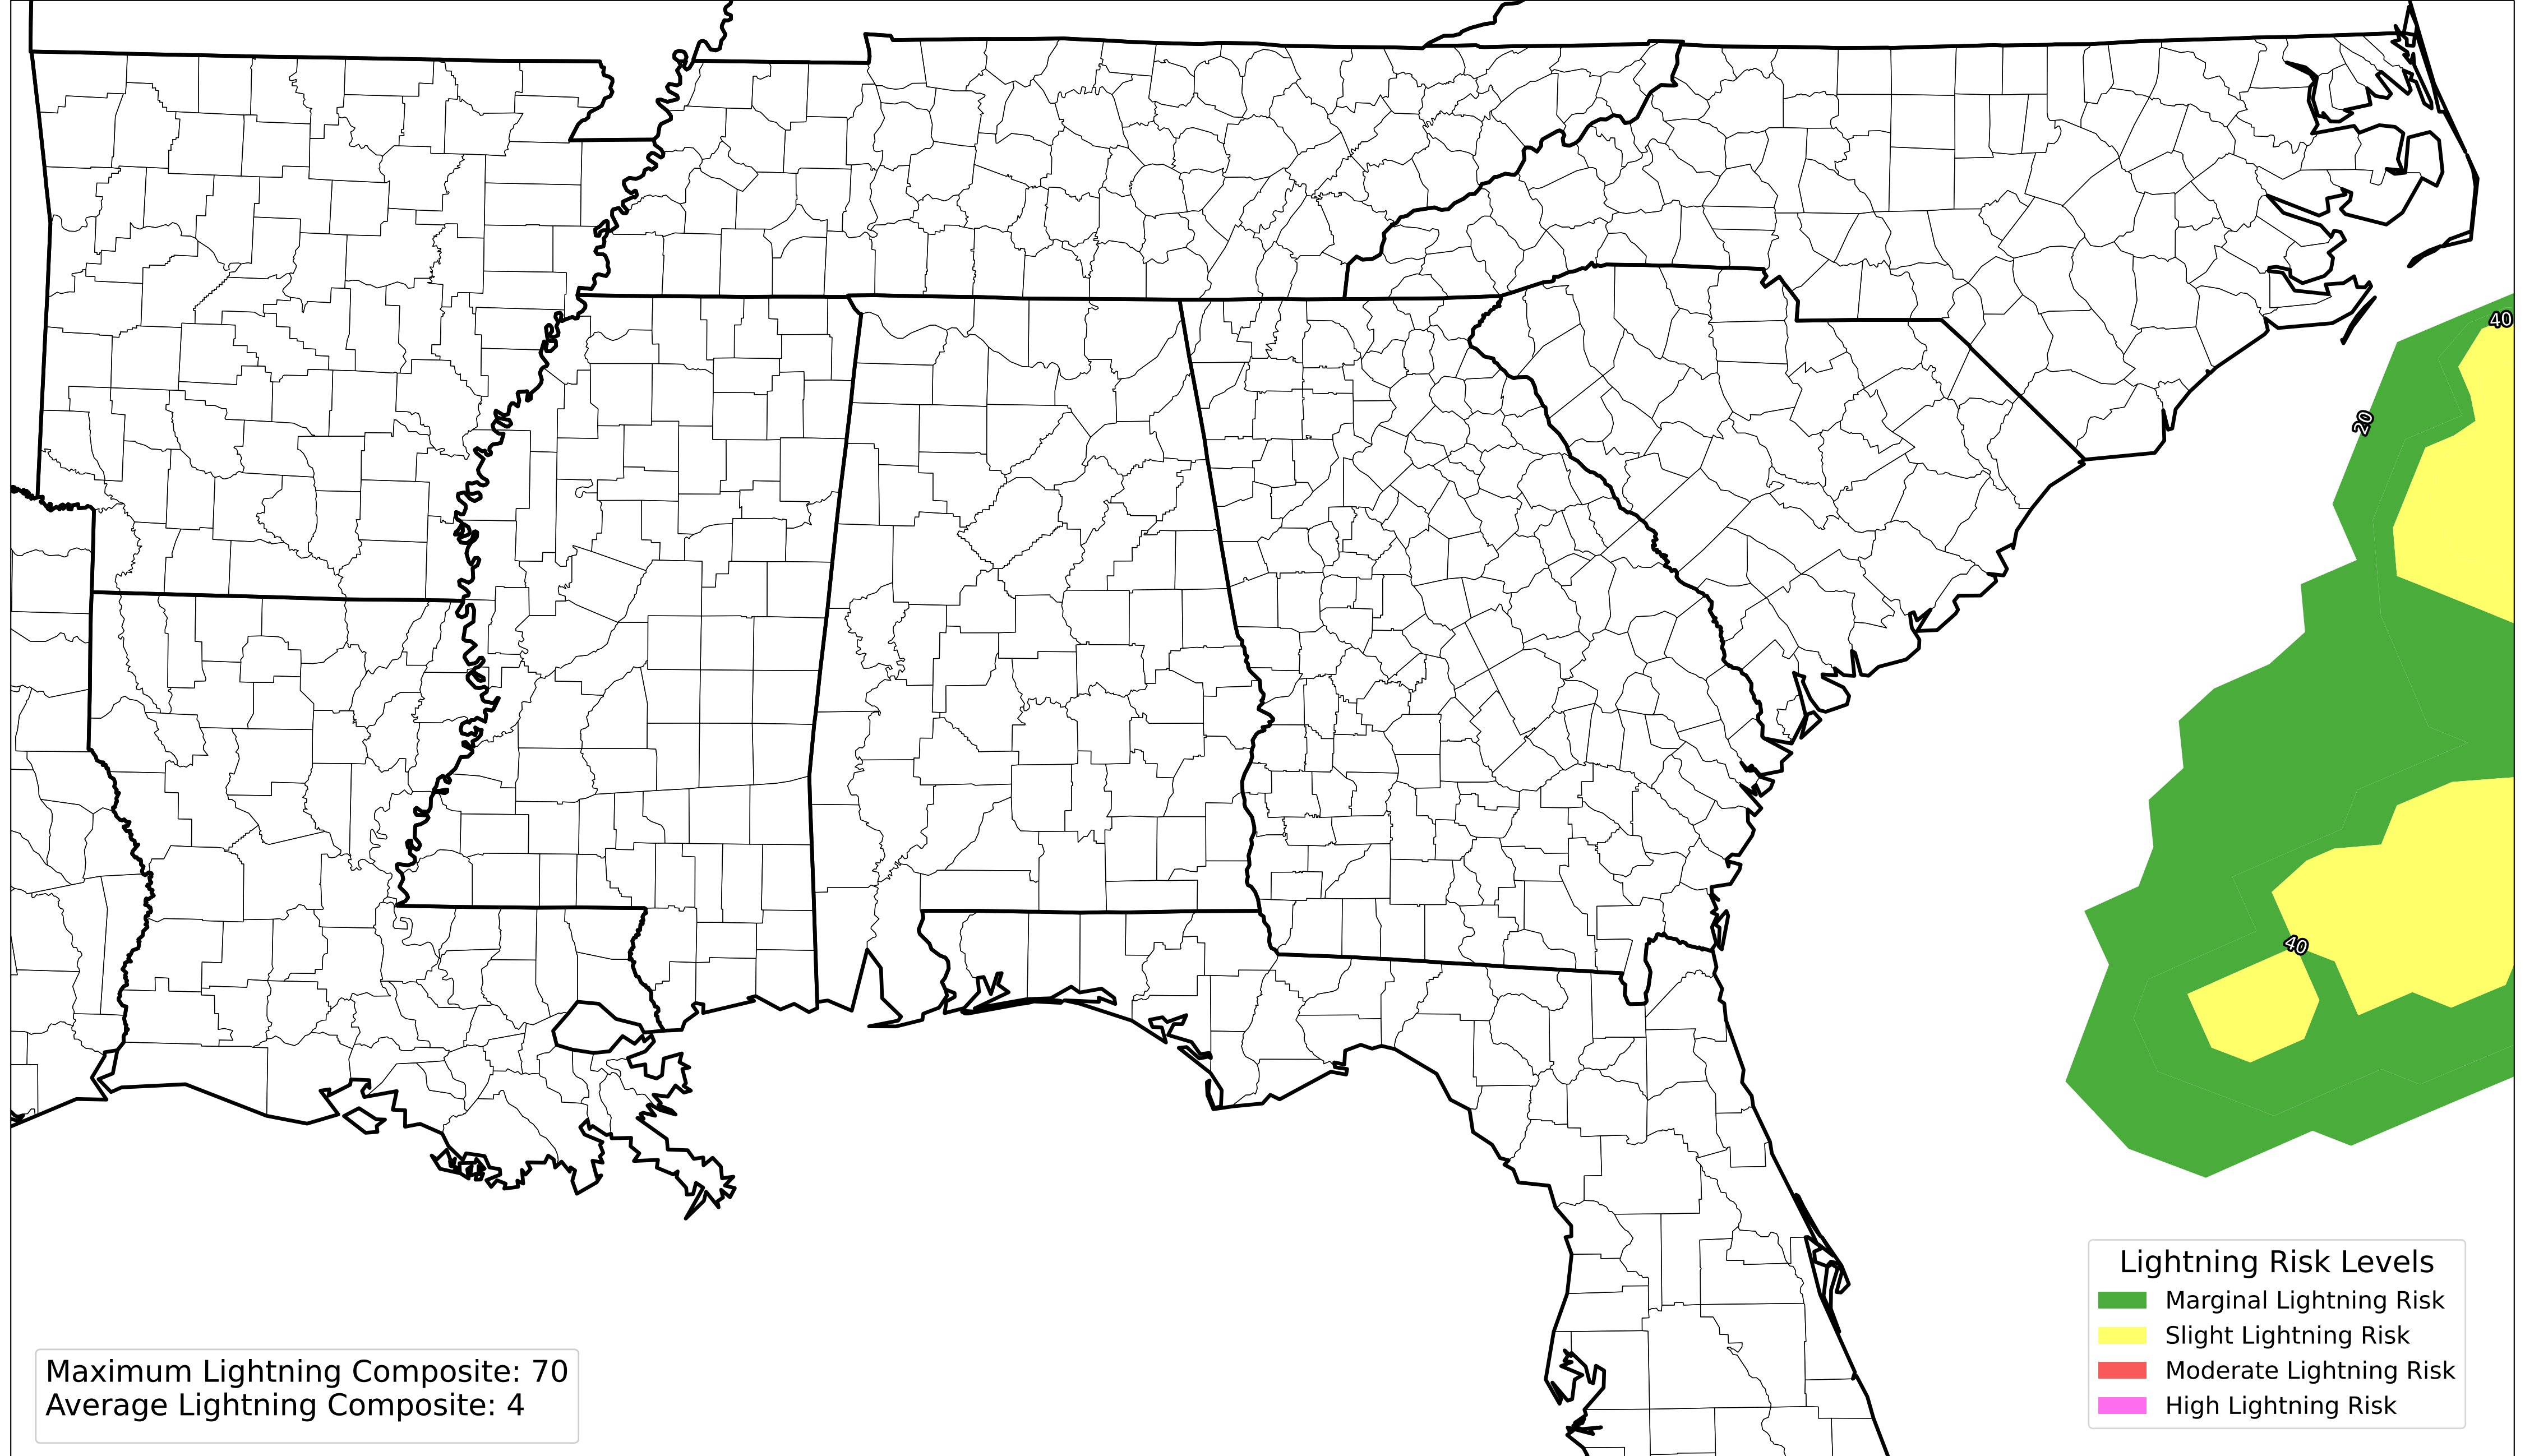 40
20
40
Lightning Risk Levels
Marginal Lightning Risk
Slight Lightning Risk
Moderate Lightning Risk
High Lightning Risk
Maximum Lightning Composite: 70
Average Lightning Composite: 4